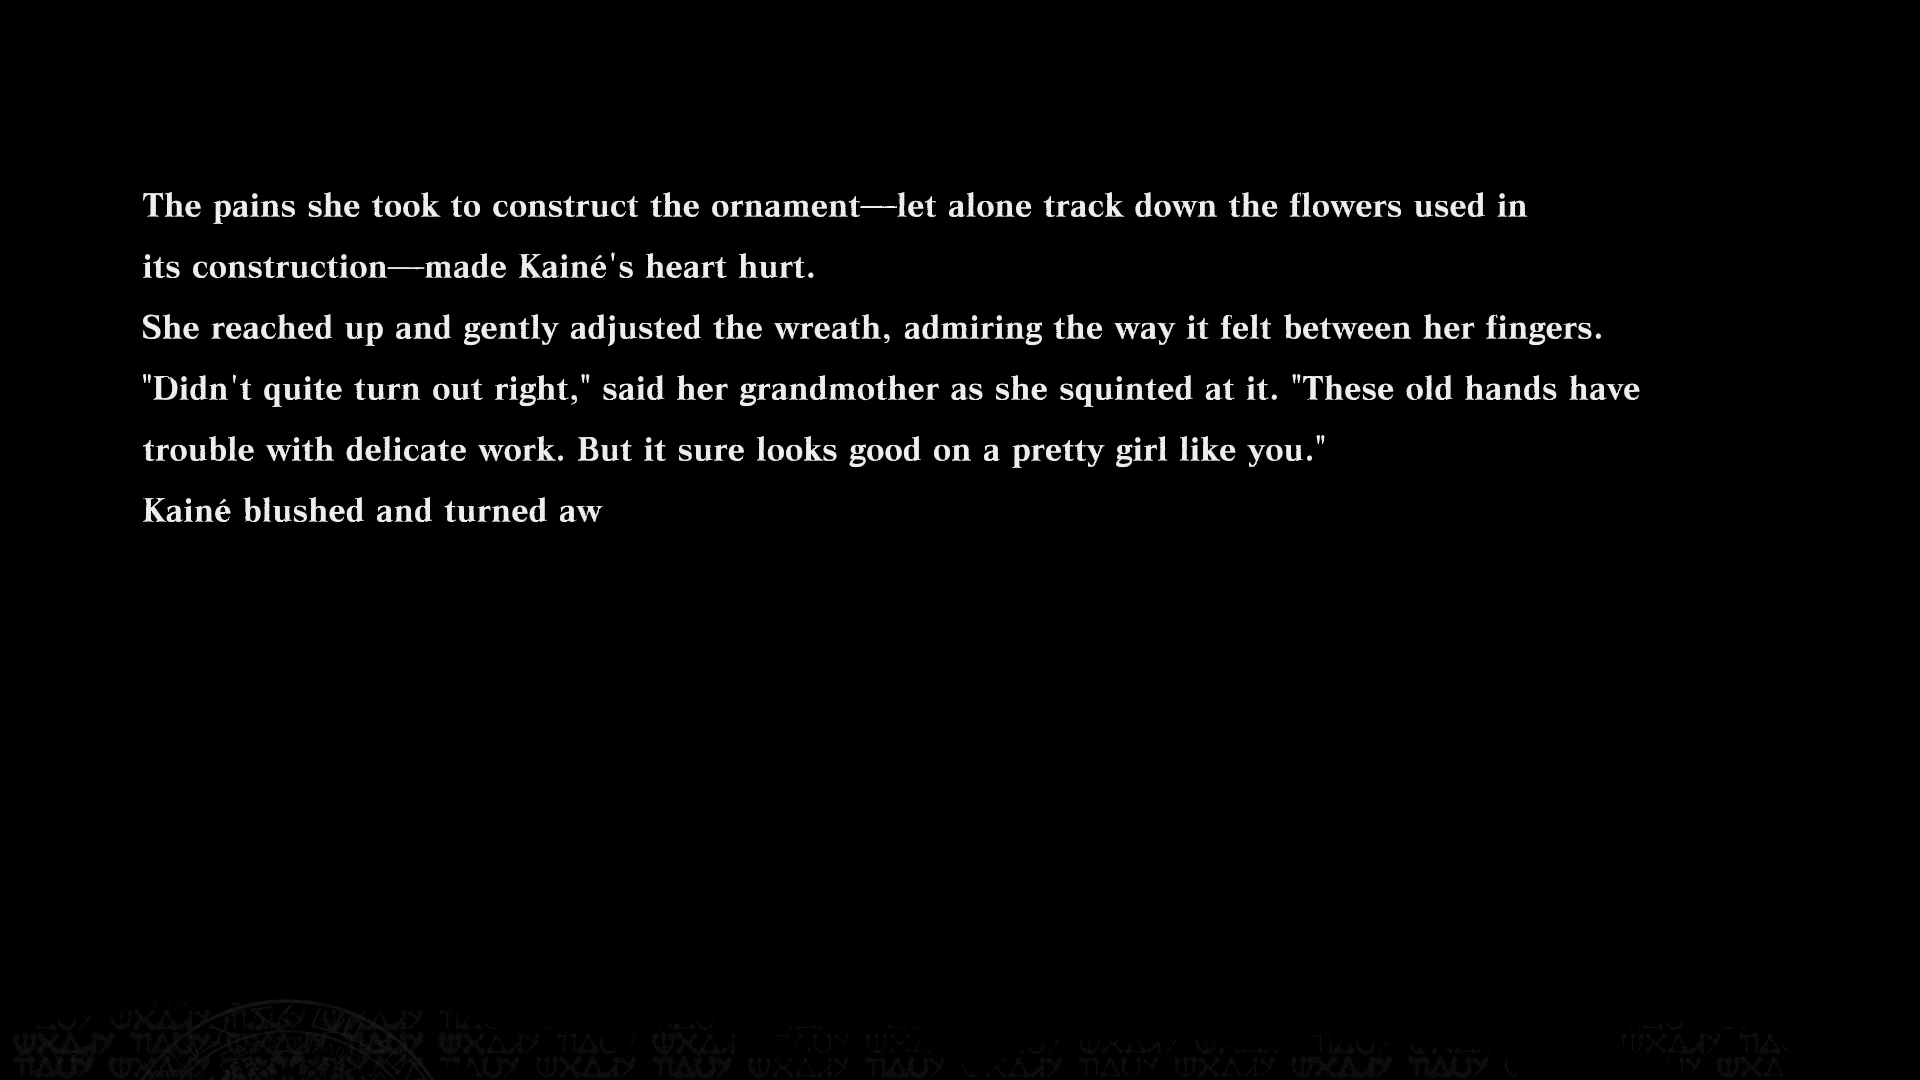 The pains she took to construct the ornament—let alone track down the flowers used in
its construction—made Kainé's heart hurt.
She reached up and gently adjusted the wreath, admiring the way it felt between her fingers.
"Didn't quite turn out right," said her grandmother as she squinted at it. "These old hands have
trouble with delicate work. But it sure looks good on a pretty girl like you."
Kainé blushed and turned aw